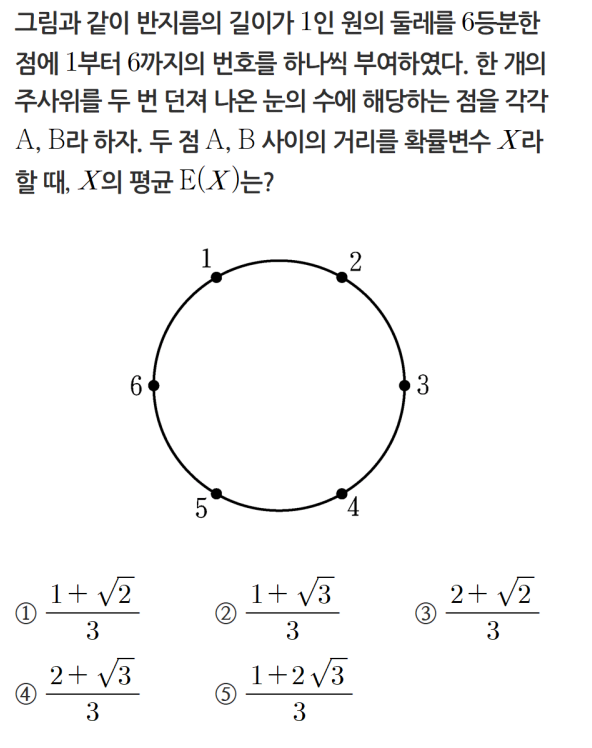 그림과 같이 반지름의 길이가 1인 원의 둘레를 6등분한
점에 1부터 6까지의 번호를 하나씩 부여하였다. 한 개의
주사위를 두 번 던져 나온 눈의 수에 해당하는 점을 각각
A, B라 하자. 두 점 A, B 사이의 거리를 확률변수 X라
할 때, X의 평균 E(X)는?
1 2
6 3
5 4
① (1+√2)/3 ② (1+√3)/3 ③ (2+√2)/3
④ (2+√3)/3 ⑤ (1+2√3)/3